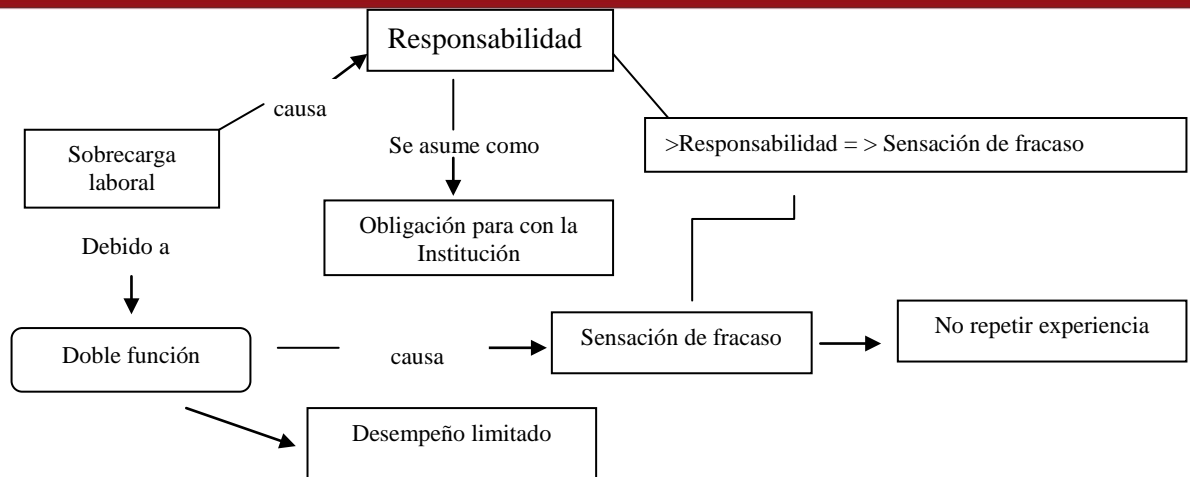 Responsabilidad
causa
Sobrecarga
laboral
Se asume como
>Responsabilidad = > Sensación de fracaso
Obligación para con la
Institución
Debido a
Doble función
causa
Sensación de fracaso
No repetir experiencia
Desempeño limitado